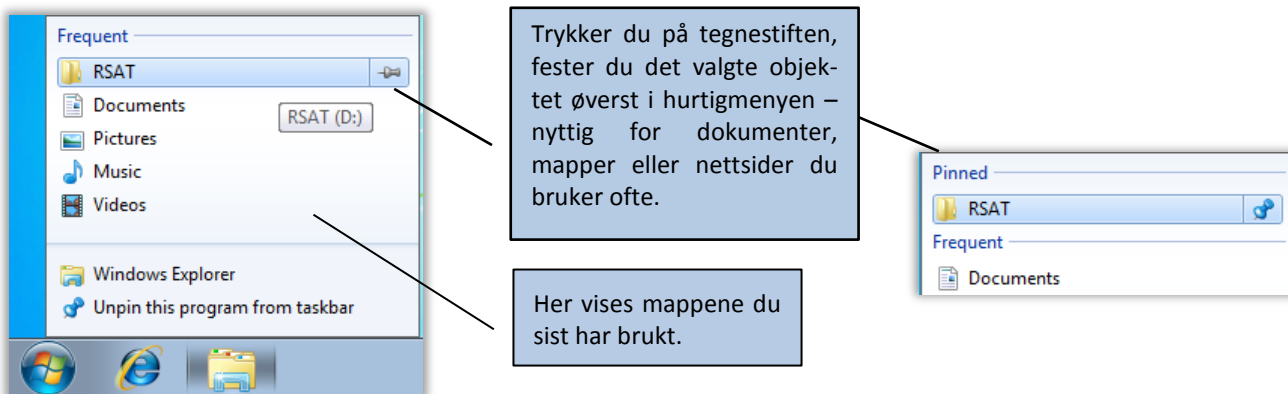 Frequent
RSAT
Documents
RSAT (D:)
Pictures
Music
Videos
Windows Explorer
Unpin this program from taskbar
Trykker du på tegnestiften,
fester du det valgte objek-
tet øverst i hurtigmenyen –
nyttig for dokumenter,
mapper eller nettsider du
bruker ofte.
Her vises mappene du
sist har brukt.
Pinned
RSAT
Frequent
Documents